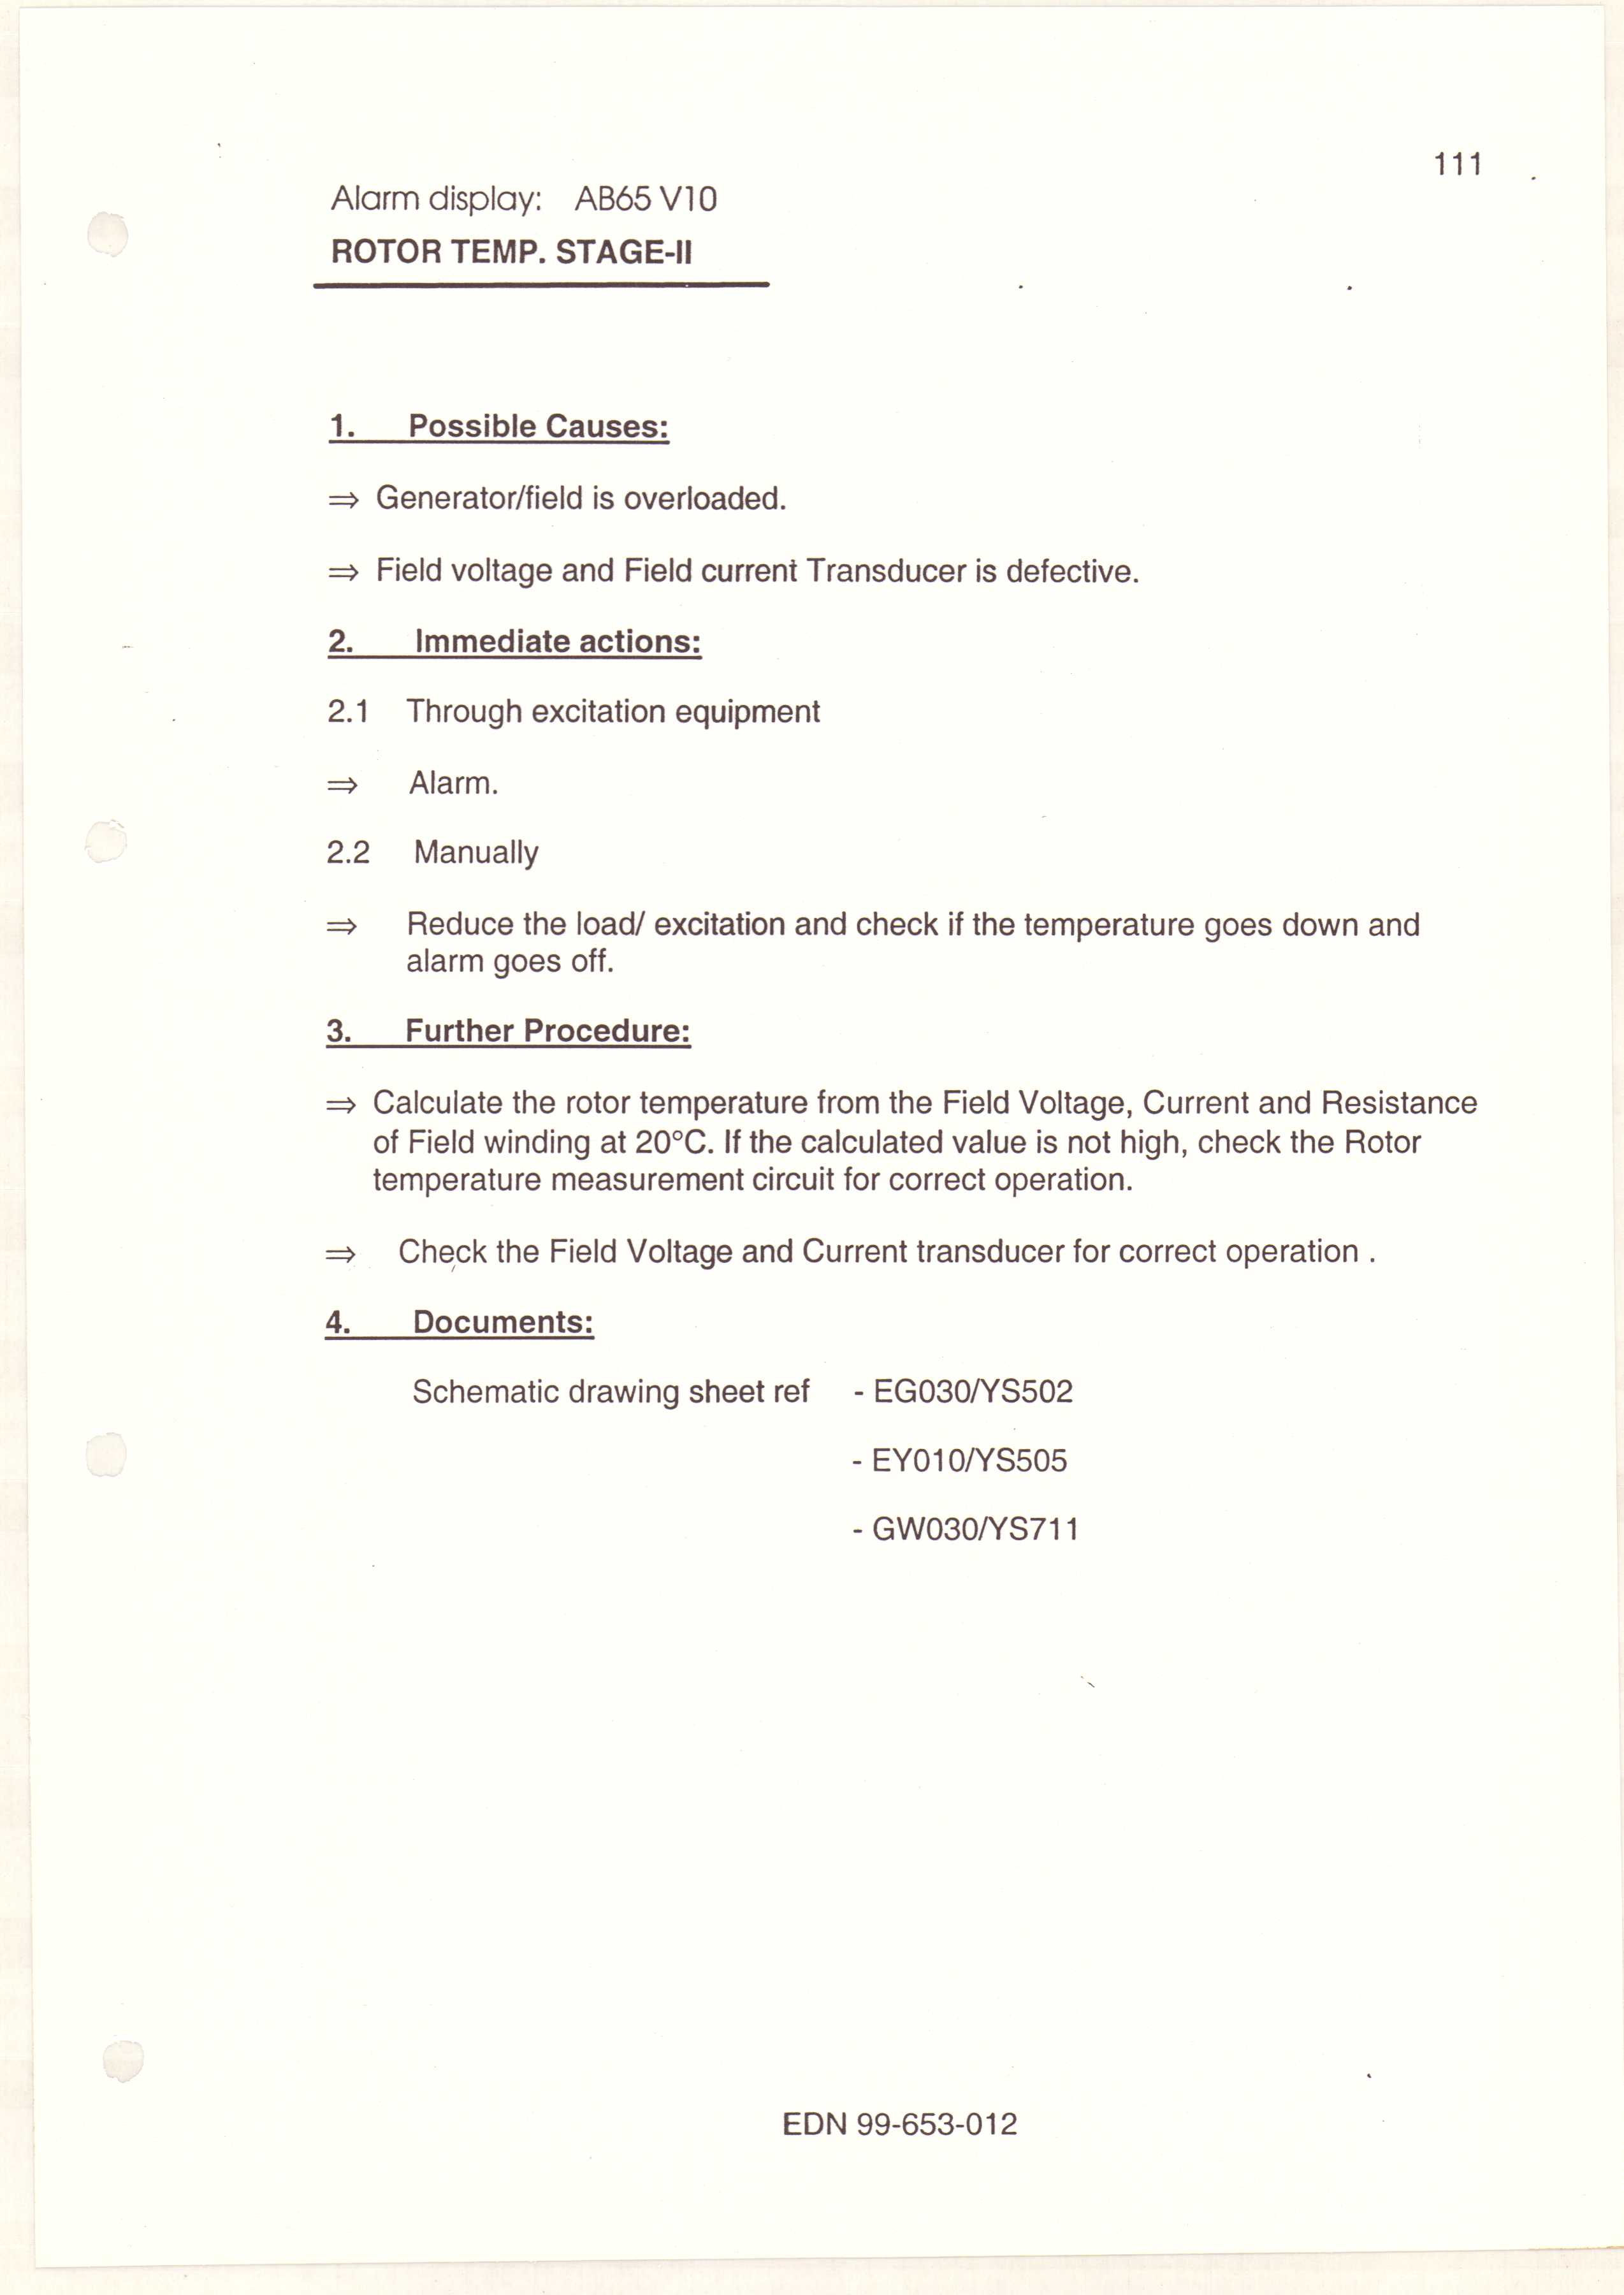 111
Alarm display: AB65 V10
ROTOR TEMP. STAGE-II
1. Possible Causes:
⇒ Generator/field is overloaded.
⇒ Field voltage and Field current Transducer is defective.
2. Immediate actions:
2.1 Through excitation equipment
⇒ Alarm.
2.2 Manually
⇒ Reduce the load/ excitation and check if the temperature goes down and
alarm goes off.
3. Further Procedure:
⇒ Calculate the rotor temperature from the Field Voltage, Current and Resistance
of Field winding at 20°C. If the calculated value is not high, check the Rotor
temperature measurement circuit for correct operation.
⇒ Check the Field Voltage and Current transducer for correct operation .
4. Documents:
Schematic drawing sheet ref - EG030/YS502
- EY010/YS505
- GW030/YS711
EDN 99-653-012